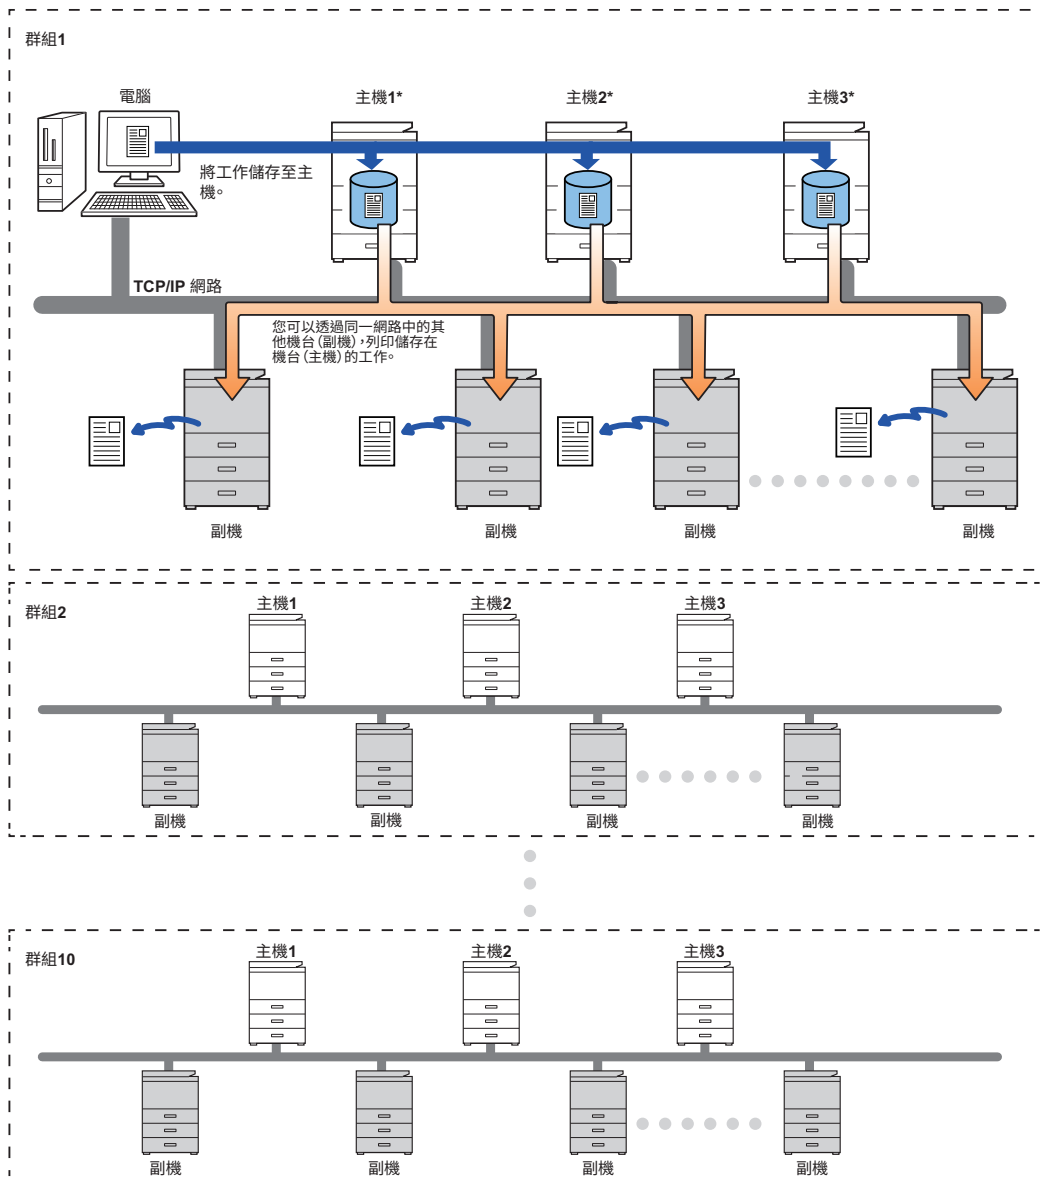 群組1
電腦
主機1*
主機2*
主機3*
將工作儲存至主
機。
TCP/IP 網路
您可以透過同一網路中的其
他機台(副機),列印儲存在
機台(主機)的工作。
副機
副機
副機
副機
群組2
主機1
主機2
主機3
副機
副機
副機
副機
群組10
主機1
主機2
主機3
副機
副機
副機
副機